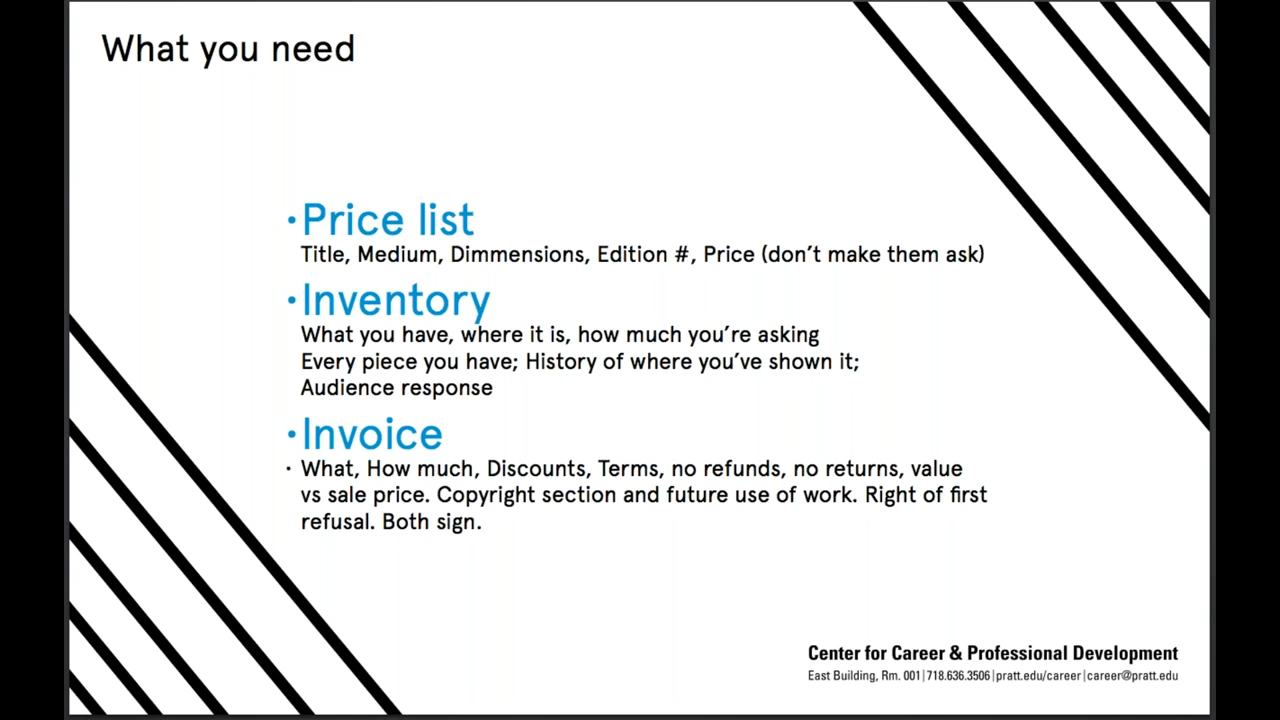 What you need
·Price list
Title, Medium, Dimmensions, Edition #, Price (don't make them ask)
·Inventory
What you have, where it is, how much you're asking
Every piece you have; History of where you've shown it;
Audience response
·Invoice
· What, How much, Discounts, Terms, no refunds, no returns, value
vs sale price. Copyright section and future use of work. Right of first
refusal. Both sign.
Center for Career & Professional Development
East Building, Rm. 001|718.636.3506|pratt.edu/career|career@pratt.edu